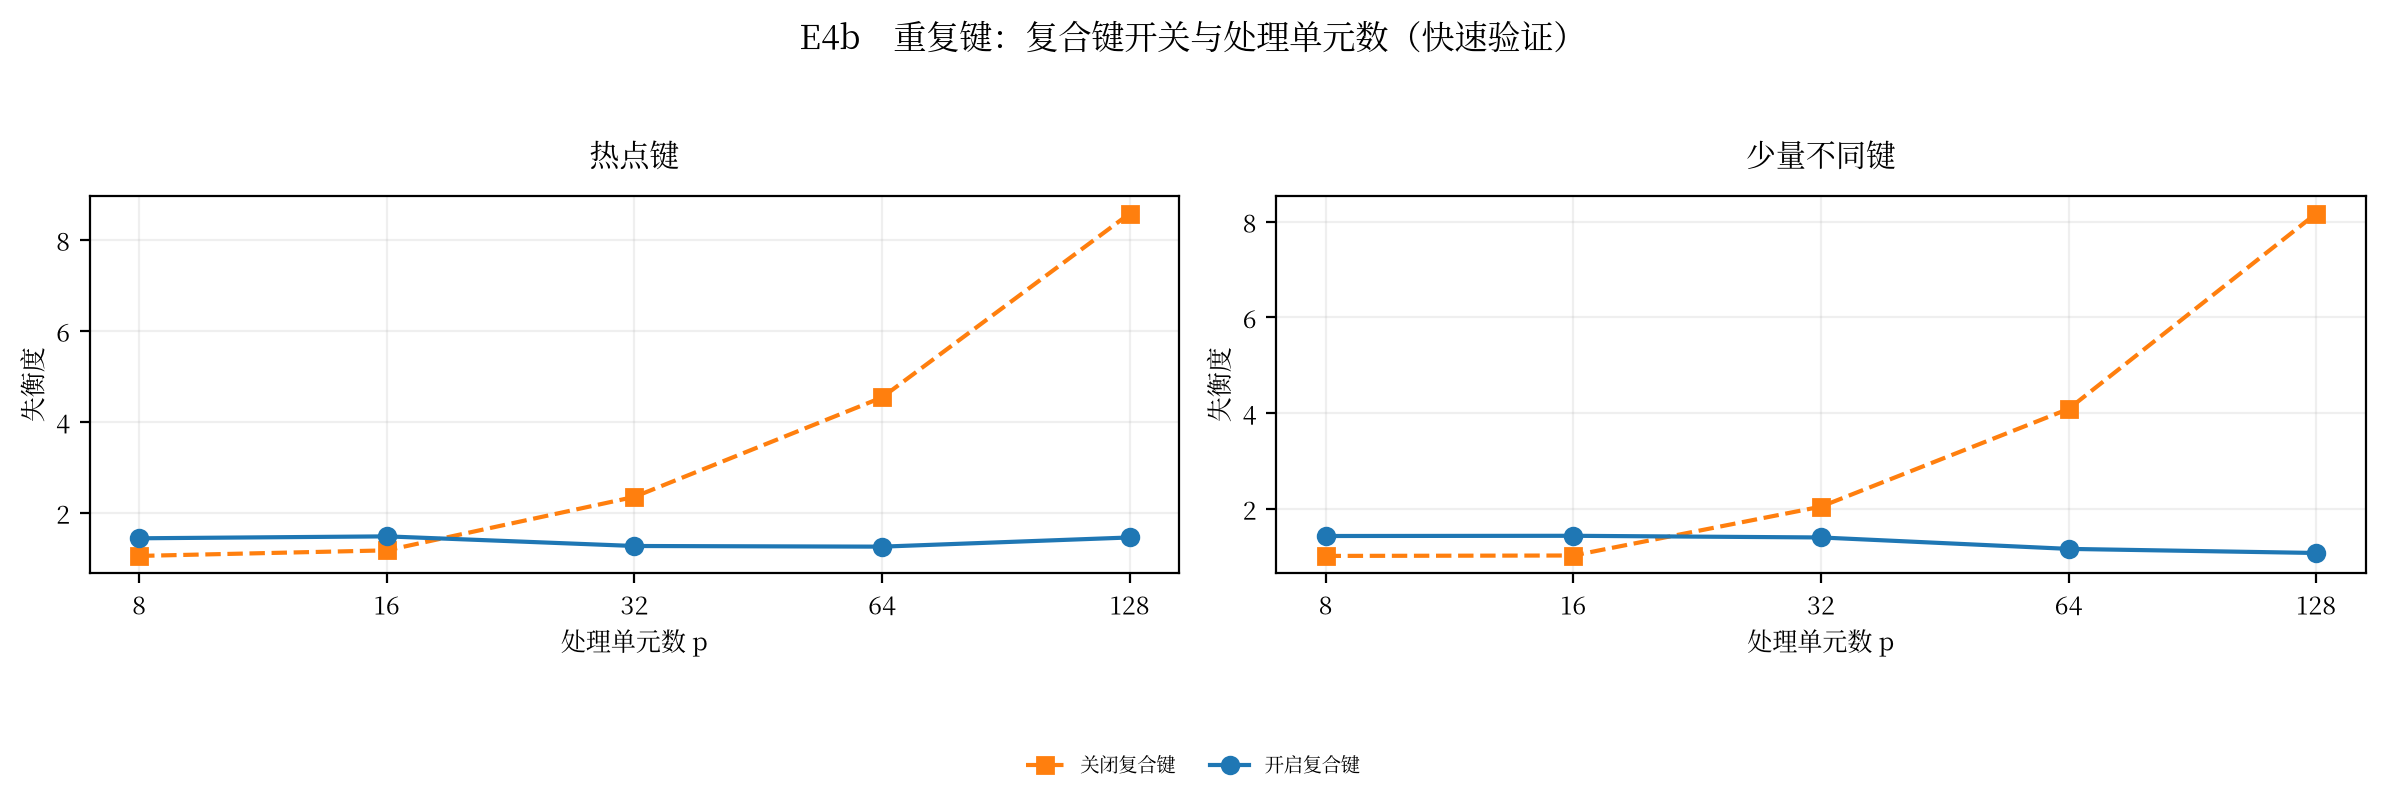 E4b　重复键：复合键开关与处理单元数（快速验证）
热点键
失衡度
8
6
4
2
8 16 32 64 128
处理单元数 p
少量不同键
失衡度
8
6
4
2
8 16 32 64 128
处理单元数 p
关闭复合键 开启复合键